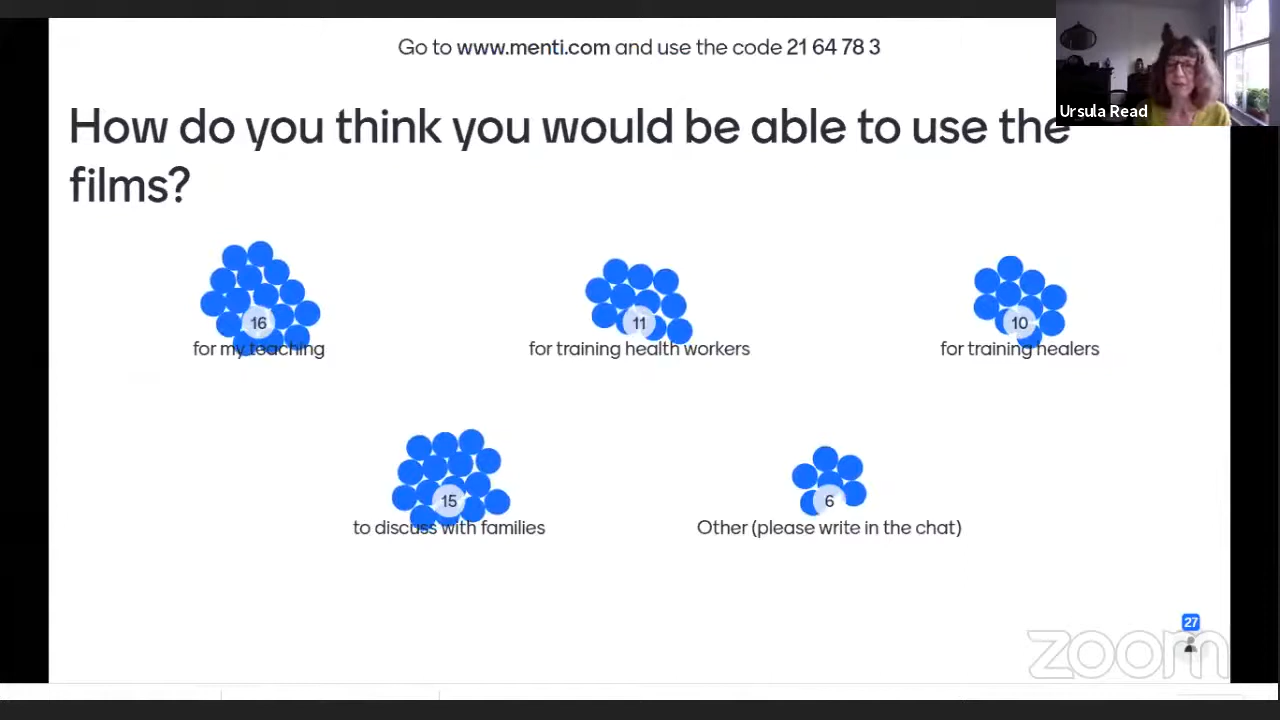 Go to www.menti.com and use the code 21 64 78 3
Ursula Read
How do you think you would be able to use the
films?
16
11
10
for my teaching
for training health workers
for training healers
15
6
to discuss with families
Other (please write in the chat)
27
zoom